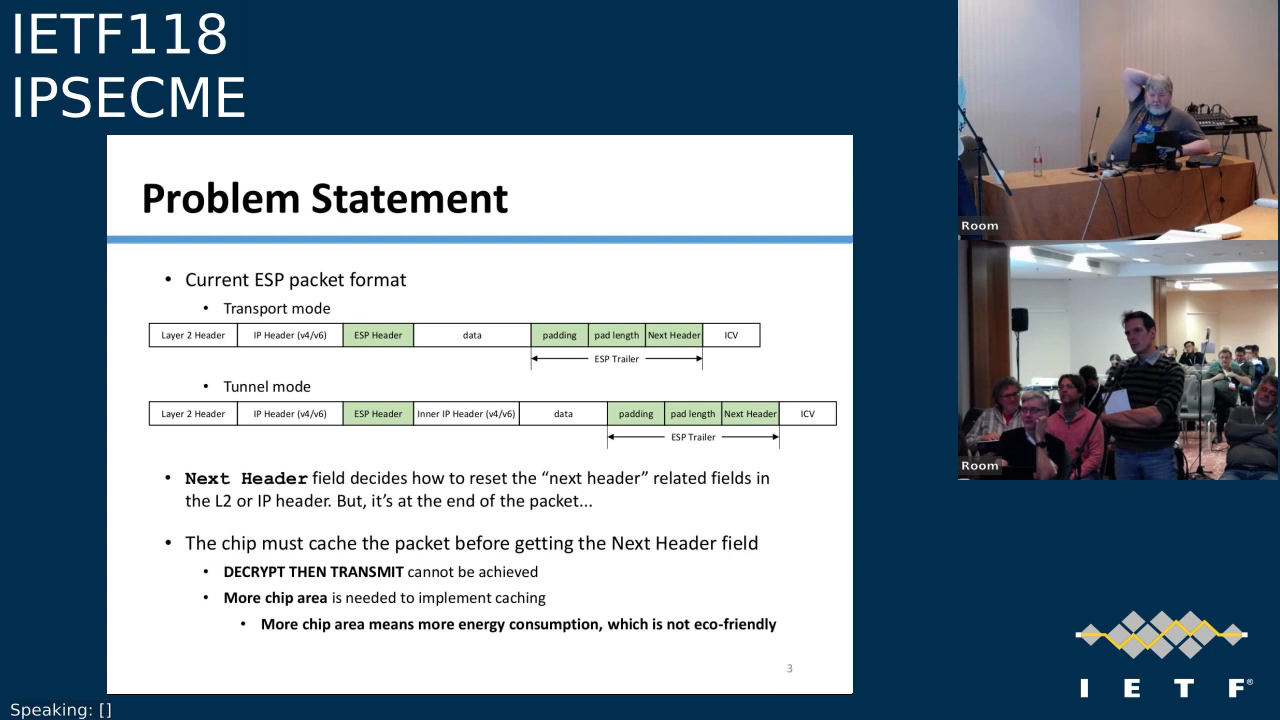 IETF118
IPSECME
Problem Statement
• Current ESP packet format
• Transport mode
Layer 2 Header IP Header (v4/v6) ESP Header data padding pad length Next Header ICV
ESP Trailer
• Tunnel mode
Layer 2 Header IP Header (v4/v6) ESP Header Inner IP Header (v4/v6) data padding pad length Next Header ICV
ESP Trailer
• Next Header field decides how to reset the “next header” related fields in
the L2 or IP header. But, it’s at the end of the packet...
• The chip must cache the packet before getting the Next Header field
• DECRYPT THEN TRANSMIT cannot be achieved
• More chip area is needed to implement caching
• More chip area means more energy consumption, which is not eco-friendly
3
Room
Room
I E T F®
Speaking: []